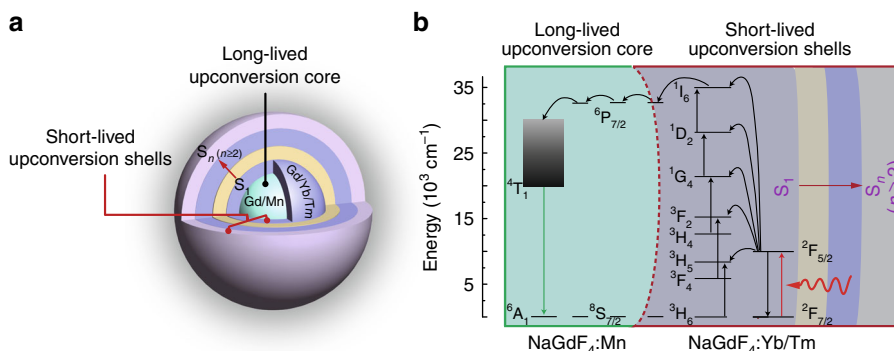 a
Long-lived
upconversion core
Short-lived
upconversion shells
Sn (n≥2)
S1
Gd/Mn
Gd/Yb/Tm
b
Long-lived
upconversion core
Short-lived
upconversion shells
Energy (10³ cm⁻¹)
35
25
15
5
⁴T₁
⁶A₁
⁶P₇/₂
⁸S₇/₂
¹I₆
¹D₂
¹G₄
³F₂
³H₄
³H₅
³F₄
³H₆
²F₅/₂
²F₇/₂
S₁
Sn (n≥2)
NaGdF₄:Mn
NaGdF₄:Yb/Tm